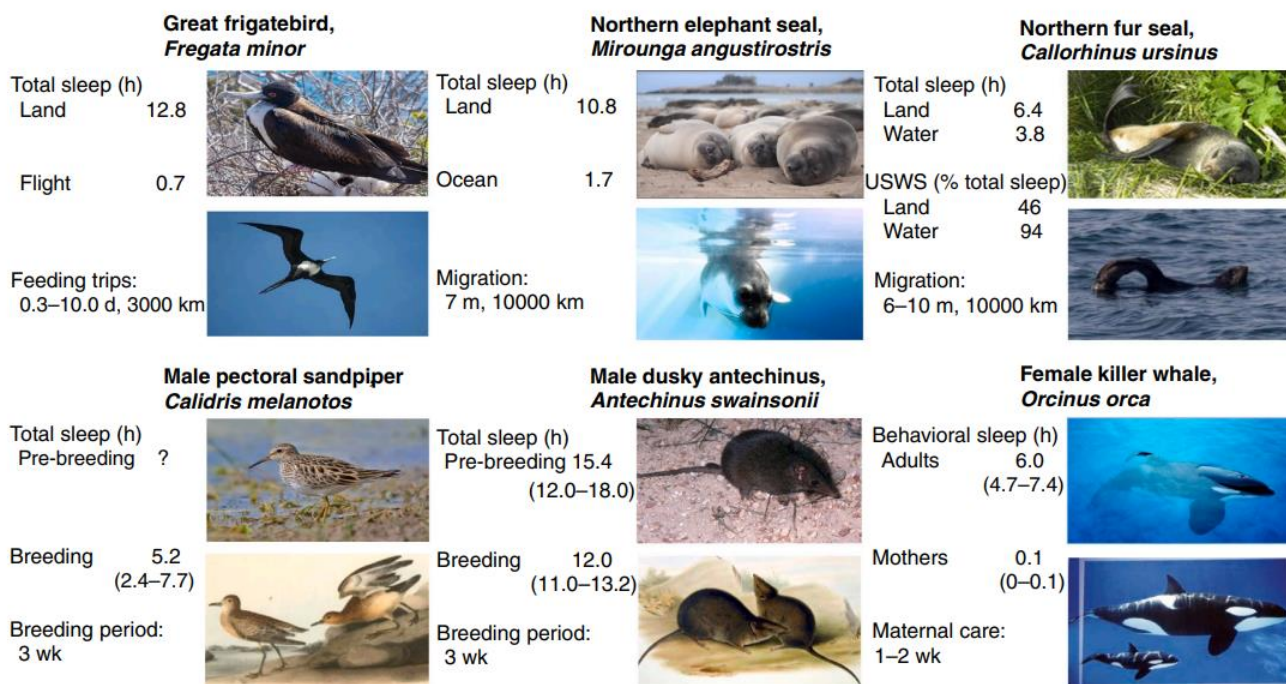 Great frigatebird,
Fregata minor
Total sleep (h)
Land 12.8
Flight 0.7
Feeding trips:
0.3–10.0 d, 3000 km
Northern elephant seal,
Mirounga angustirostris
Total sleep (h)
Land 10.8
Ocean 1.7
Migration:
7 m, 10000 km
Northern fur seal,
Callorhinus ursinus
Total sleep (h)
Land 6.4
Water 3.8
USWS (% total sleep)
Land 46
Water 94
Migration:
6–10 m, 10000 km
Male pectoral sandpiper
Calidris melanotos
Total sleep (h)
Pre-breeding ?
Breeding 5.2
(2.4–7.7)
Breeding period:
3 wk
Male dusky antechinus,
Antechinus swainsonii
Total sleep (h)
Pre-breeding 15.4
(12.0–18.0)
Breeding 12.0
(11.0–13.2)
Breeding period:
3 wk
Female killer whale,
Orcinus orca
Behavioral sleep (h)
Adults 6.0
(4.7–7.4)
Mothers 0.1
(0–0.1)
Maternal care:
1–2 wk